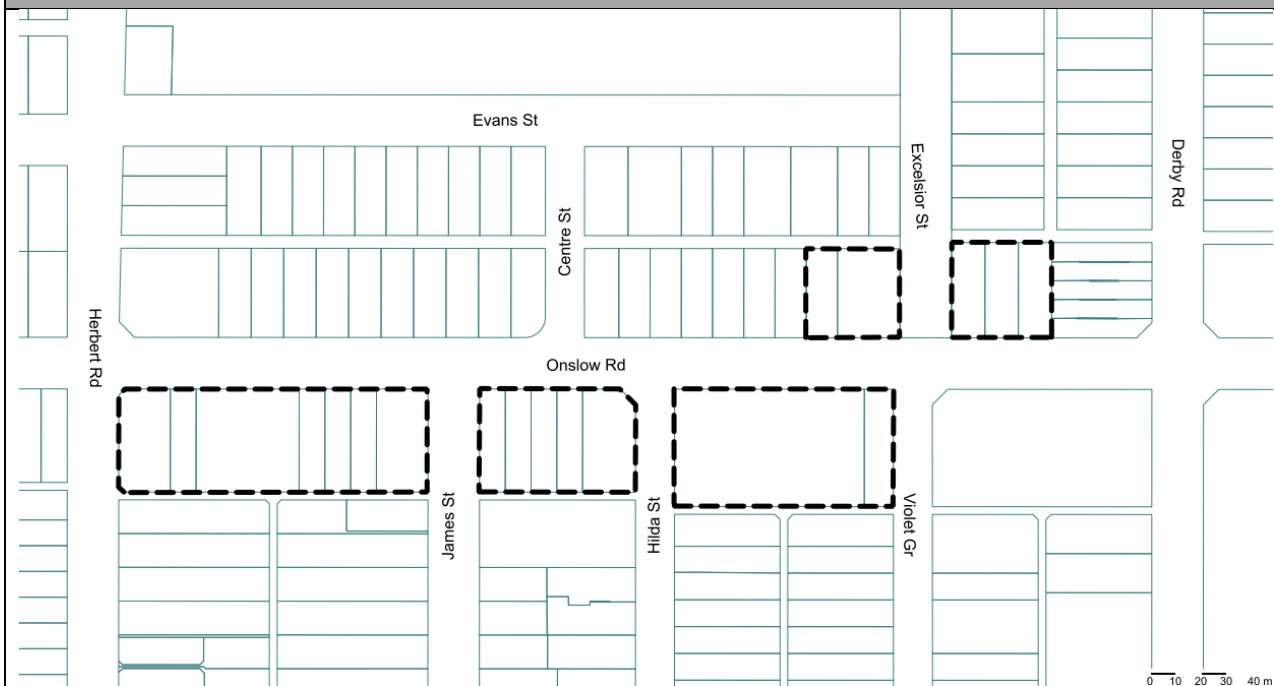 Evans St
Excelsior St
Derby Rd
Centre St
Herbert Rd
Onslow Rd
James St
Hilda St
Violet Gr
0 10 20 30 40 m